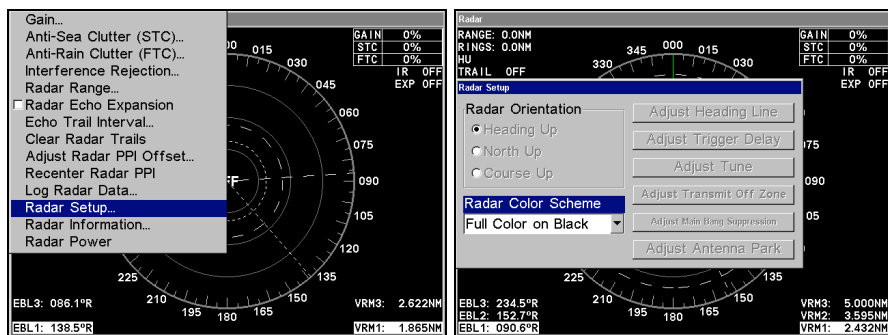 Gain...
Anti-Sea Clutter (STC)...
Anti-Rain Clutter (FTC)...
Interference Rejection...
Radar Range...
Radar Echo Expansion
Echo Trail Interval...
Clear Radar Trails
Adjust Radar PPI Offset...
Recenter Radar PPI
Log Radar Data...
Radar Setup...
Radar Information...
Radar Power
015
030
045
060
075
090
105
120
135
150
165
180
195
210
225
GAIN 0%
STC 0%
FTC 0%
IR OFF
EXP OFF
EBL3: 086.1°R
EBL1: 138.5°R
VRM3: 2.622NM
VRM1: 1.865NM
Radar
RANGE: 0.0NM
RINGS: 0.0NM
HU
TRAIL OFF
330
345
000
015
030
GAIN 0%
STC 0%
FTC 0%
IR OFF
EXP OFF
Radar Setup
Radar Orientation
Heading Up
North Up
Course Up
Radar Color Scheme
Full Color on Black
Adjust Heading Line
Adjust Trigger Delay
Adjust Tune
Adjust Transmit Off Zone
Adjust Main Bang Suppression
Adjust Antenna Park
090
225
210
195
180
165
150
135
EBL3: 234.5°R
EBL2: 152.7°R
EBL1: 090.6°R
VRM3: 5.000NM
VRM2: 3.595NM
VRM1: 2.432NM